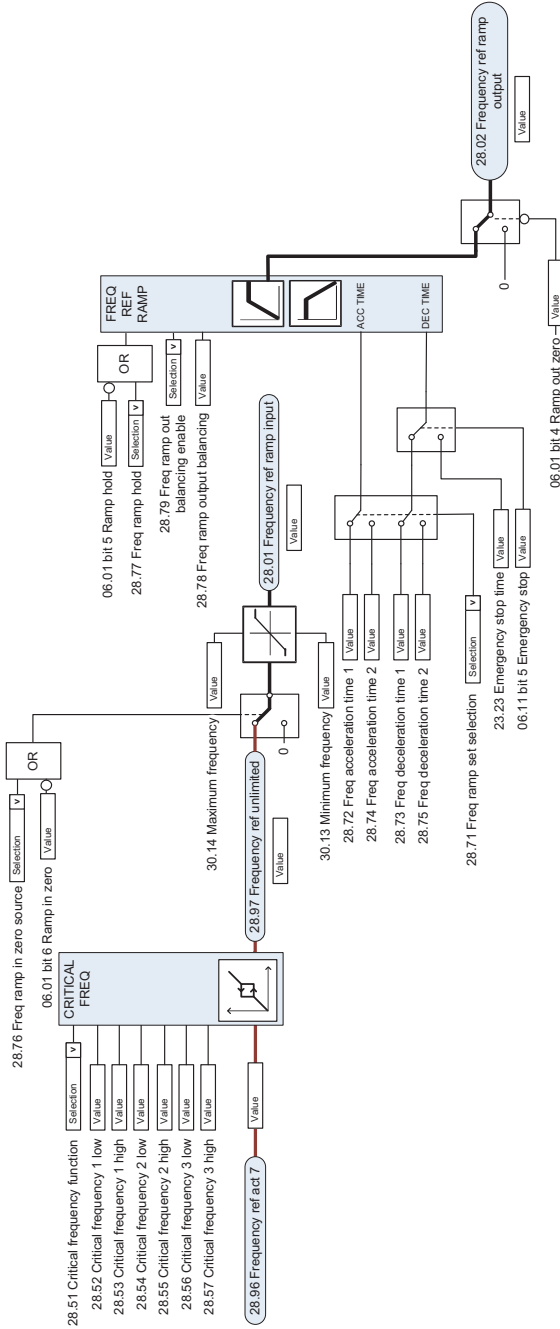 28.76 Freq ramp in zero source
Selection
v
06.01 bit 6 Ramp in zero
Value
OR
28.51 Critical frequency function
Selection
v
28.52 Critical frequency 1 low
Value
28.53 Critical frequency 1 high
Value
28.54 Critical frequency 2 low
Value
28.55 Critical frequency 2 high
Value
28.56 Critical frequency 3 low
Value
28.57 Critical frequency 3 high
Value
CRITICAL
FREQ
28.96 Frequency ref act 7
Value
28.97 Frequency ref unlimited
Value
0
30.14 Maximum frequency
Value
30.13 Minimum frequency
Value
28.01 Frequency ref ramp input
Value
06.01 bit 5 Ramp hold
Value
28.77 Freq ramp hold
Selection
v
OR
28.79 Freq ramp out
balancing enable
Selection
v
28.78 Freq ramp output balancing
Value
FREQ
REF
RAMP
ACC TIME
DEC TIME
28.72 Freq acceleration time 1
Value
28.74 Freq acceleration time 2
Value
28.73 Freq deceleration time 1
Value
28.75 Freq deceleration time 2
Value
28.71 Freq ramp set selection
Selection
v
23.23 Emergency stop time
Value
06.11 bit 5 Emergency stop
Value
0
06.01 bit 4 Ramp out zero
Value
28.02 Frequency ref ramp
output
Value